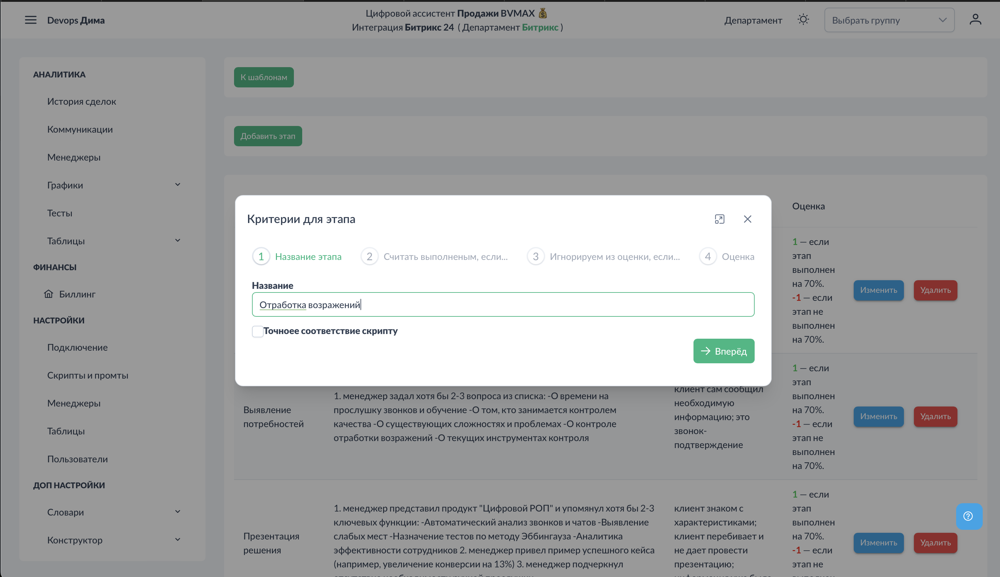 Devops Дима
Цифровой ассистент Продажи BVMAX 💰
Интеграция Битрикс 24 ( Департамент Битрикс )
Департамент
Выбрать группу
АНАЛИТИКА
История сделок
Коммуникации
Менеджеры
Графики
Тесты
Таблицы
ФИНАНСЫ
Биллинг
НАСТРОЙКИ
Подключение
Скрипты и промты
Менеджеры
Таблицы
Пользователи
ДОП НАСТРОЙКИ
Словари
Конструктор
К шаблонам
Добавить этап
Критерии для этапа
1 Название этапа
2 Считать выполненым, если...
3 Игнорируем из оценки, если...
4 Оценка
Название
Отработка возражений
Точноее соответствие скрипту
Вперёд
Оценка
1 — если
этап
выполнен
на 70%.
-1 — если
этап не
выполнен
на 70%.
Изменить
Удалить
Выявление
потребностей
1. менеджер задал хотя бы 2-3 вопроса из списка: -О времени на
прослушку звонков и обучение -О том, кто занимается контролем
качества -О существующих сложностях и проблемах -О контроле
отработки возражений -О текущих инструментах контроля
клиент сам сообщил
необходимую
информацию; это
звонок-
подтверждение
1 — если
этап
выполнен
на 70%.
-1 — если
этап не
выполнен
на 70%.
Изменить
Удалить
Презентация
решения
1. менеджер представил продукт "Цифровой РОП" и упомянул хотя бы 2-3
ключевых функции: -Автоматический анализ звонков и чатов -Выявление
слабых мест -Назначение тестов по методу Эббингауза -Аналитика
эффективности сотрудников 2. менеджер привел пример успешного кейса
(например, увеличение конверсии на 13%) 3. менеджер подчеркнул
клиент знаком с
характеристиками;
клиент перебивает и
не дает провести
презентацию;
1 — если
этап
выполнен
на 70%.
-1 — если
этап не
Изменить
Удалить